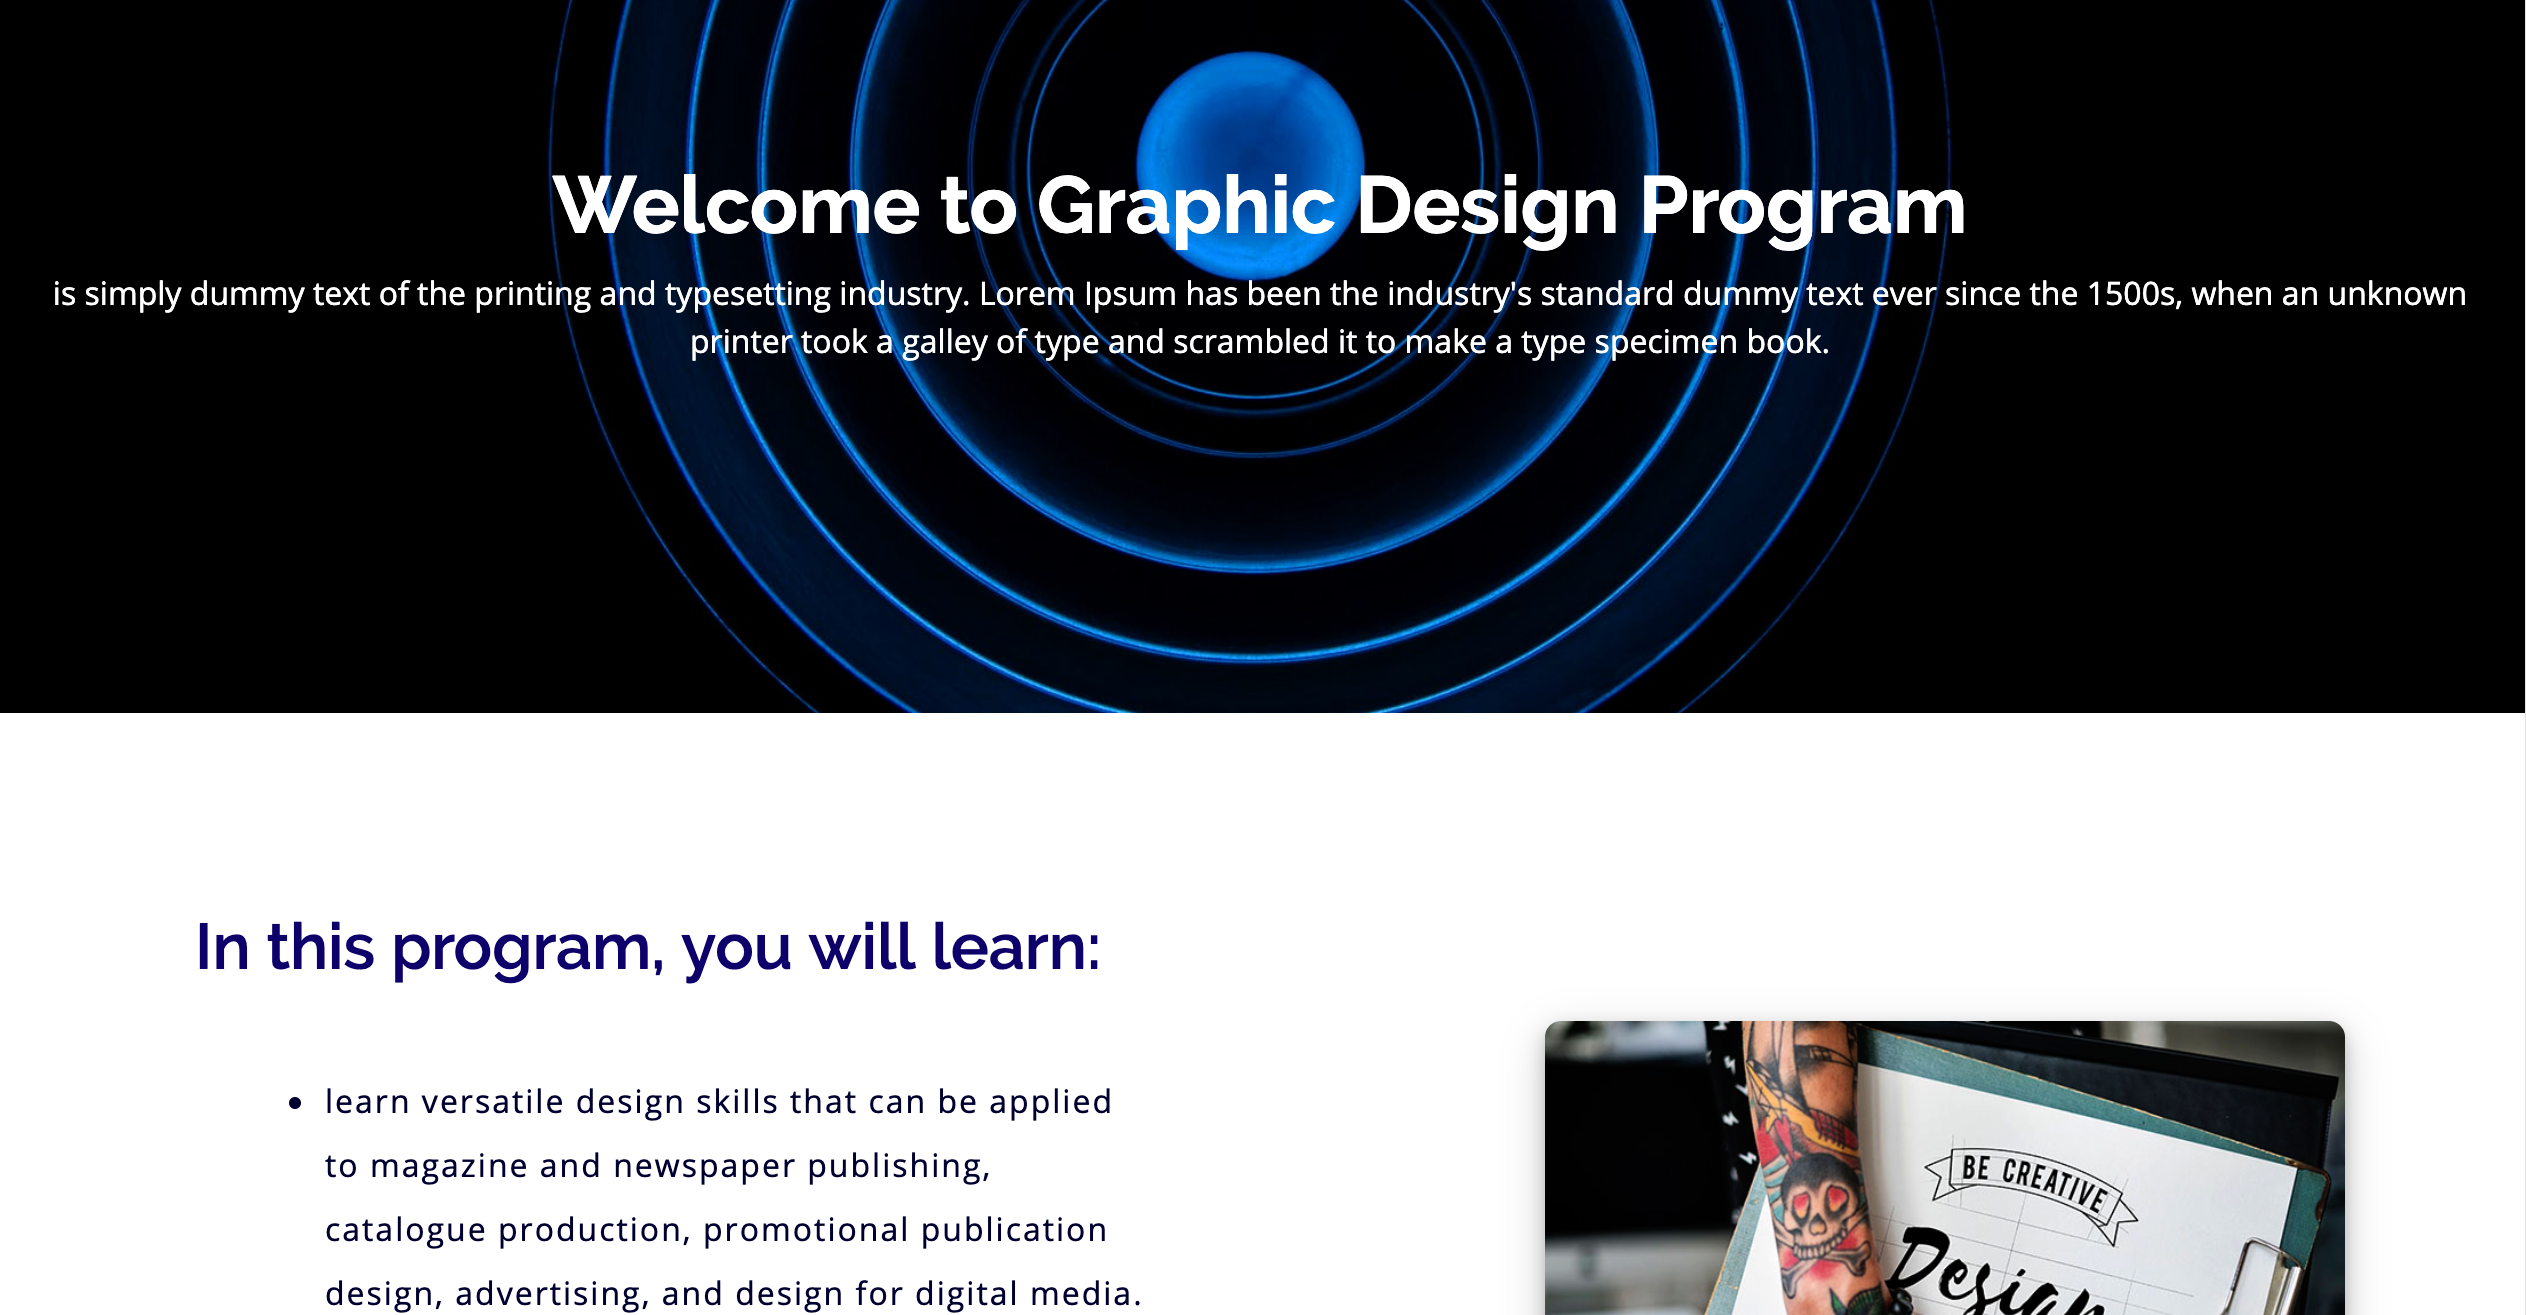 Welcome to Graphic Design Program
is simply dummy text of the printing and typesetting industry. Lorem Ipsum has been the industry's standard dummy text ever since the 1500s, when an unknown
printer took a galley of type and scrambled it to make a type specimen book.
In this program, you will learn:
• learn versatile design skills that can be applied
to magazine and newspaper publishing,
catalogue production, promotional publication
design, advertising, and design for digital media.
BE CREATIVE
Design